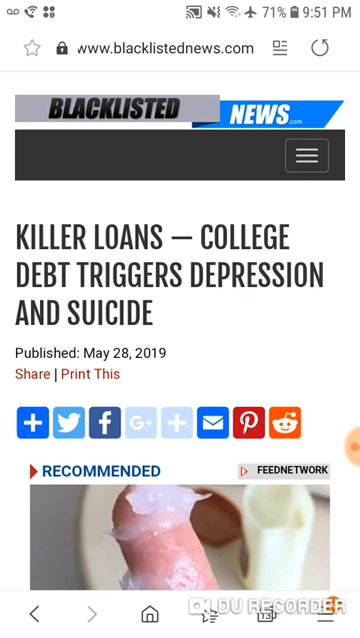 71% 9:51 PM
www.blacklistednews.com
BLACKLISTED NEWS.com
KILLER LOANS — COLLEGE
DEBT TRIGGERS DEPRESSION
AND SUICIDE
Published: May 28, 2019
Share | Print This
RECOMMENDED FEEDNETWORK
DU RECORDER